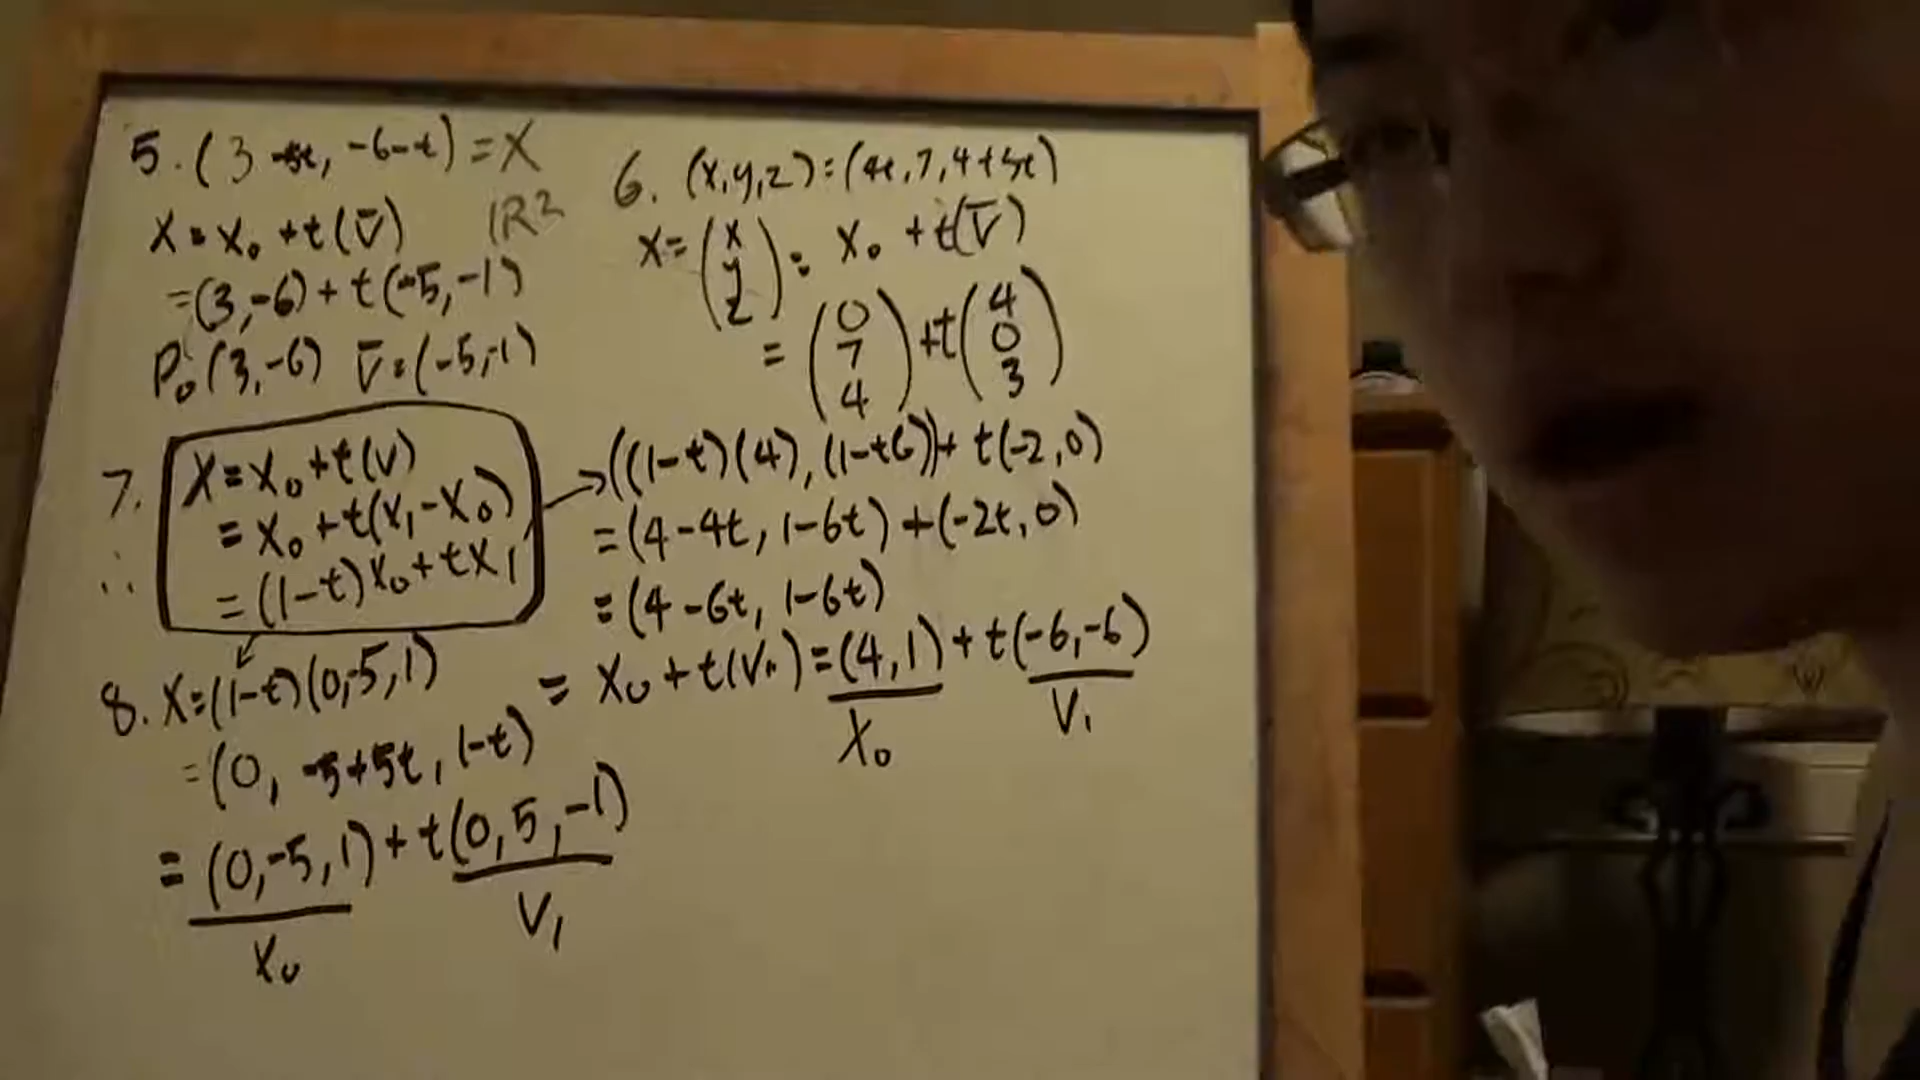 5. (3-5t, -6-t) = X
X = x₀ + t(v̄) ℝ2
=(3,-6) + t(-5,-1)
P₀(3,-6) v̄=(-5,-1)
6. (x,y,z)=(4t,7,4+3t)
X=(x y z) = x₀ + t(v̄)
= (0 7 4) + t(4 0 3)
7. X = x₀ + t(v)
= x₀ + t(x₁-x₀)
∴ = (1-t)x₀ + tx₁
→ ((1-t)(4), (1-t6)) + t(-2,0)
= (4-4t, 1-6t) + (-2t,0)
= (4-6t, 1-6t)
= x₀ + t(v₁) = (4,1) + t(-6,-6)
x₀ v₁
8. X=(1-t)(0,-5,1)
=(0, -5+5t, 1-t)
= (0,-5,1) + t(0,5,-1)
x₀ v₁